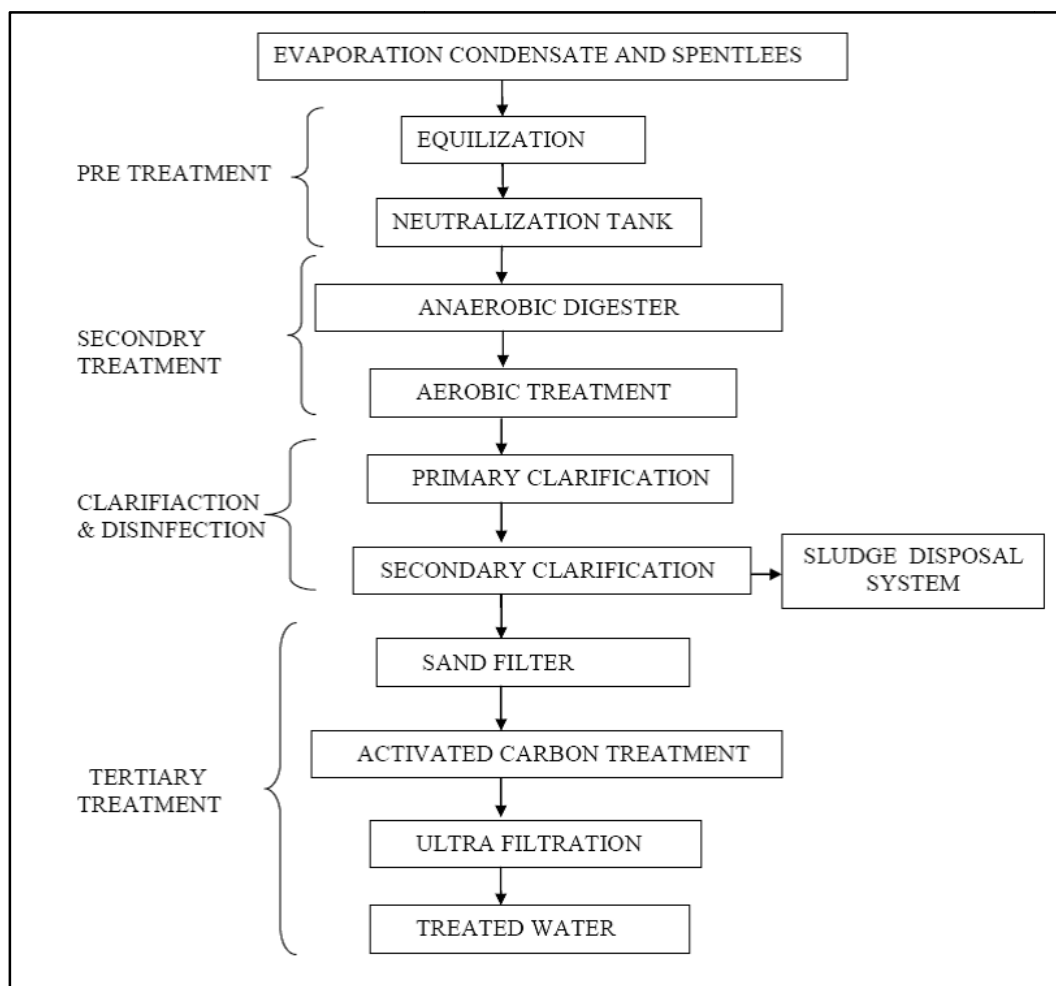 EVAPORATION CONDENSATE AND SPENTLEES
EQUILIZATION
PRE TREATMENT
NEUTRALIZATION TANK
ANAEROBIC DIGESTER
SECONDRY
TREATMENT
AEROBIC TREATMENT
PRIMARY CLARIFICATION
CLARIFIACTION
& DISINFECTION
SECONDARY CLARIFICATION
SLUDGE DISPOSAL
SYSTEM
SAND FILTER
ACTIVATED CARBON TREATMENT
TERTIARY
TREATMENT
ULTRA FILTRATION
TREATED WATER